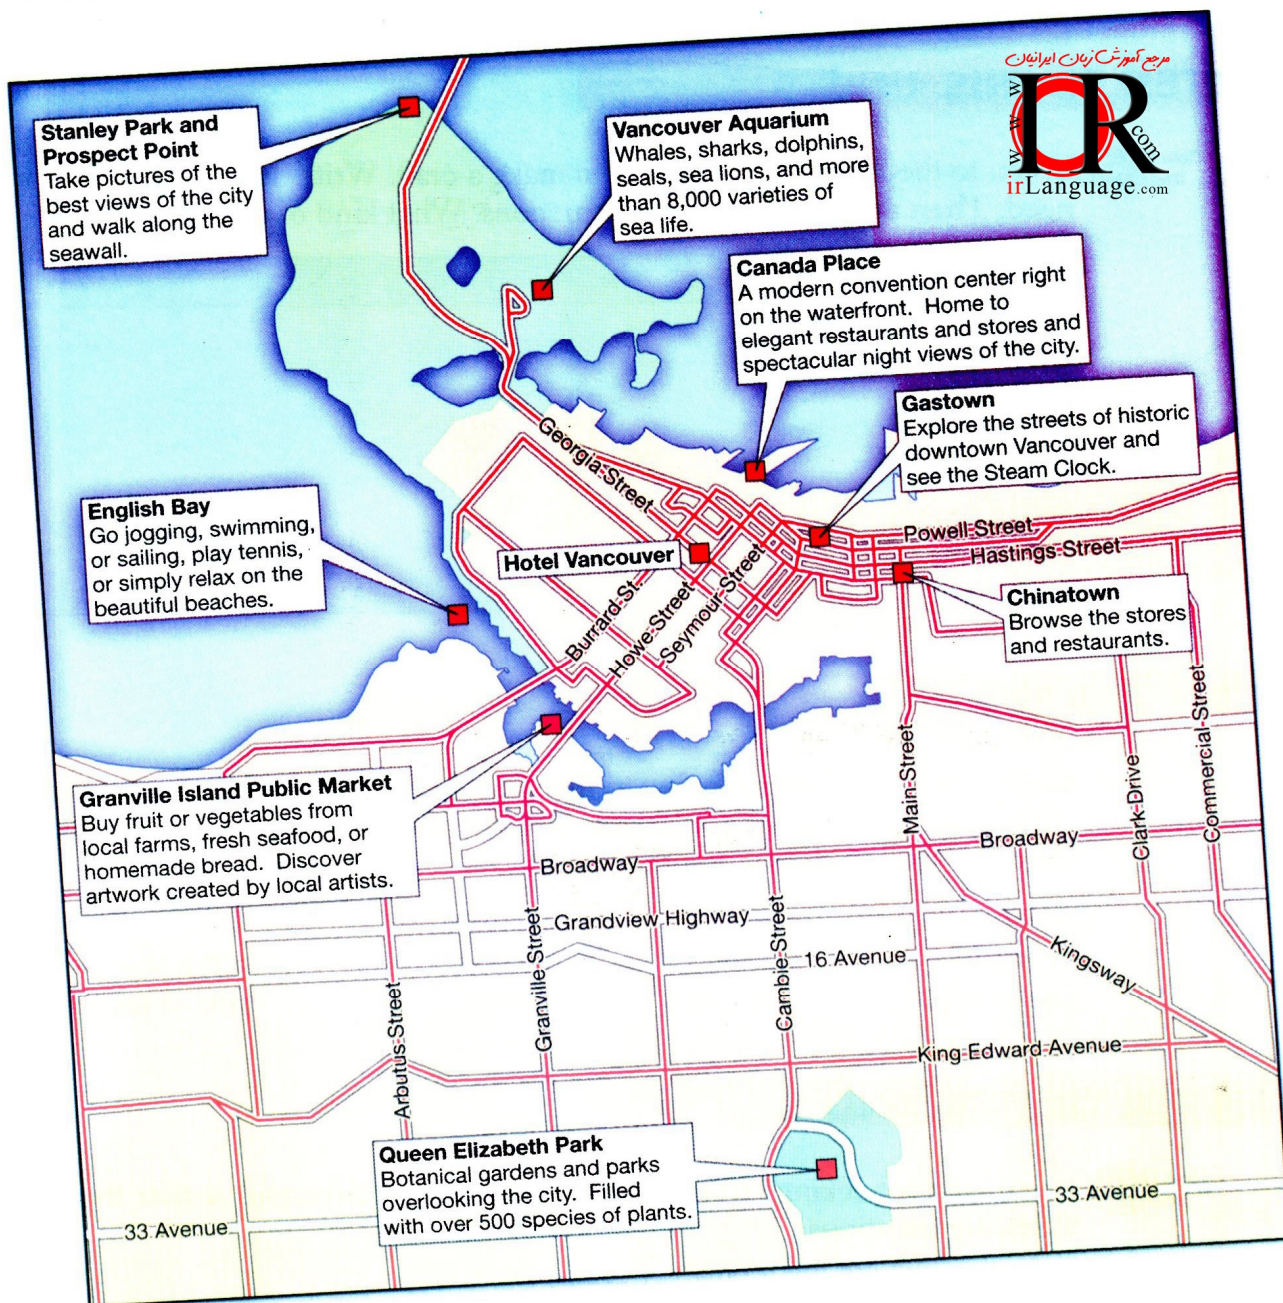 مرجع آموزش زبان ایرانیان
www.
IR
.com
irLanguage.com
Stanley Park and
Prospect Point
Take pictures of the
best views of the city
and walk along the
seawall.
Vancouver Aquarium
Whales, sharks, dolphins,
seals, sea lions, and more
than 8,000 varieties of
sea life.
Canada Place
A modern convention center right
on the waterfront. Home to
elegant restaurants and stores and
spectacular night views of the city.
Gastown
Explore the streets of historic
downtown Vancouver and
see the Steam Clock.
Georgia Street
English Bay
Go jogging, swimming,
or sailing, play tennis,
or simply relax on the
beautiful beaches.
Hotel Vancouver
Powell Street
Hastings Street
Chinatown
Browse the stores
and restaurants.
Burrard St.
Howe Street
Seymour Street
Granville Island Public Market
Buy fruit or vegetables from
local farms, fresh seafood, or
homemade bread. Discover
artwork created by local artists.
Main Street
Clark Drive
Commercial Street
Broadway
Broadway
Grandview Highway
16 Avenue
Kingsway
Arbutus Street
Granville Street
Cambie Street
King Edward Avenue
Queen Elizabeth Park
Botanical gardens and parks
overlooking the city. Filled
with over 500 species of plants.
33 Avenue
33 Avenue